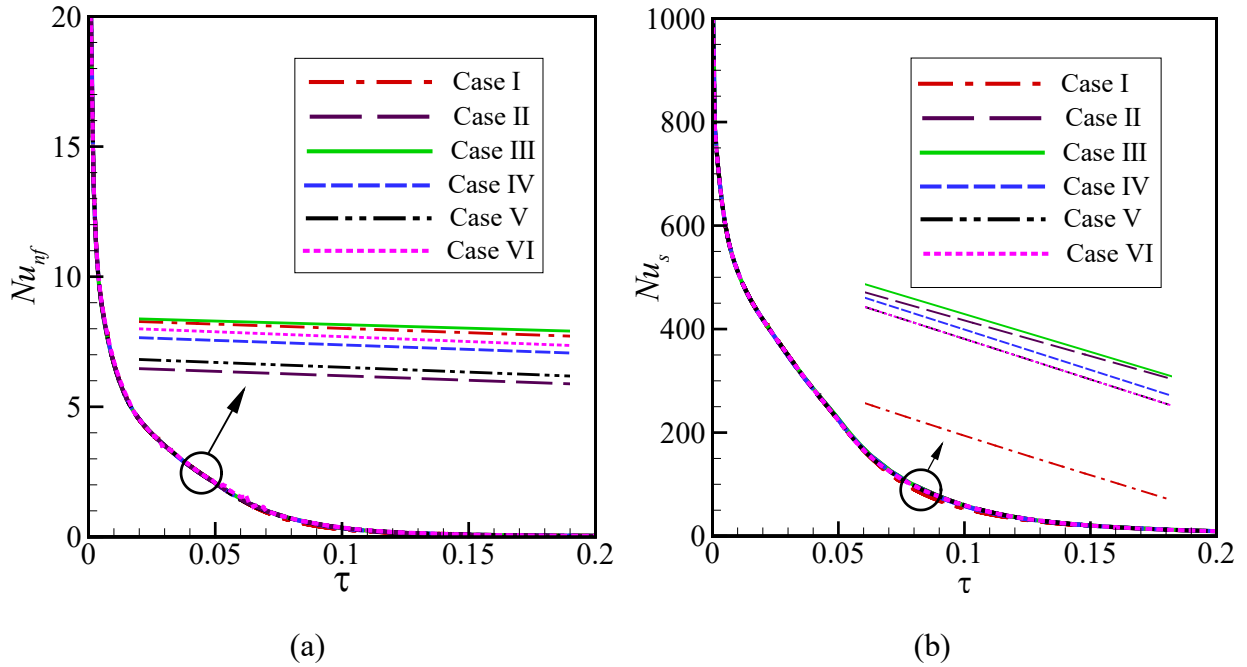 20
15
10
5
0
Nu_nf
0
0.05
0.1
0.15
0.2
τ
Case I
Case II
Case III
Case IV
Case V
Case VI
(a)
1000
800
600
400
200
0
Nu_s
0
0.05
0.1
0.15
0.2
τ
Case I
Case II
Case III
Case IV
Case V
Case VI
(b)